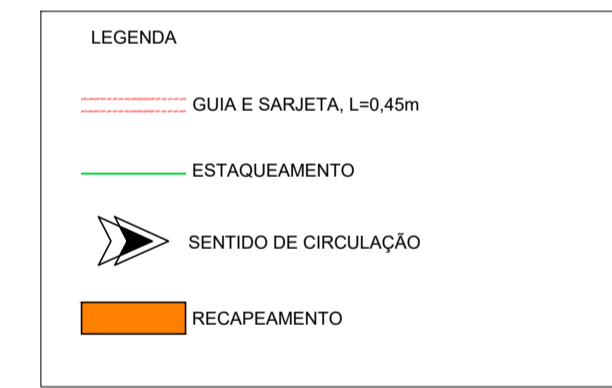 LEGENDA
GUIA E SARJETA, L=0,45m
ESTAQUEAMENTO
SENTIDO DE CIRCULAÇÃO
RECAPEAMENTO